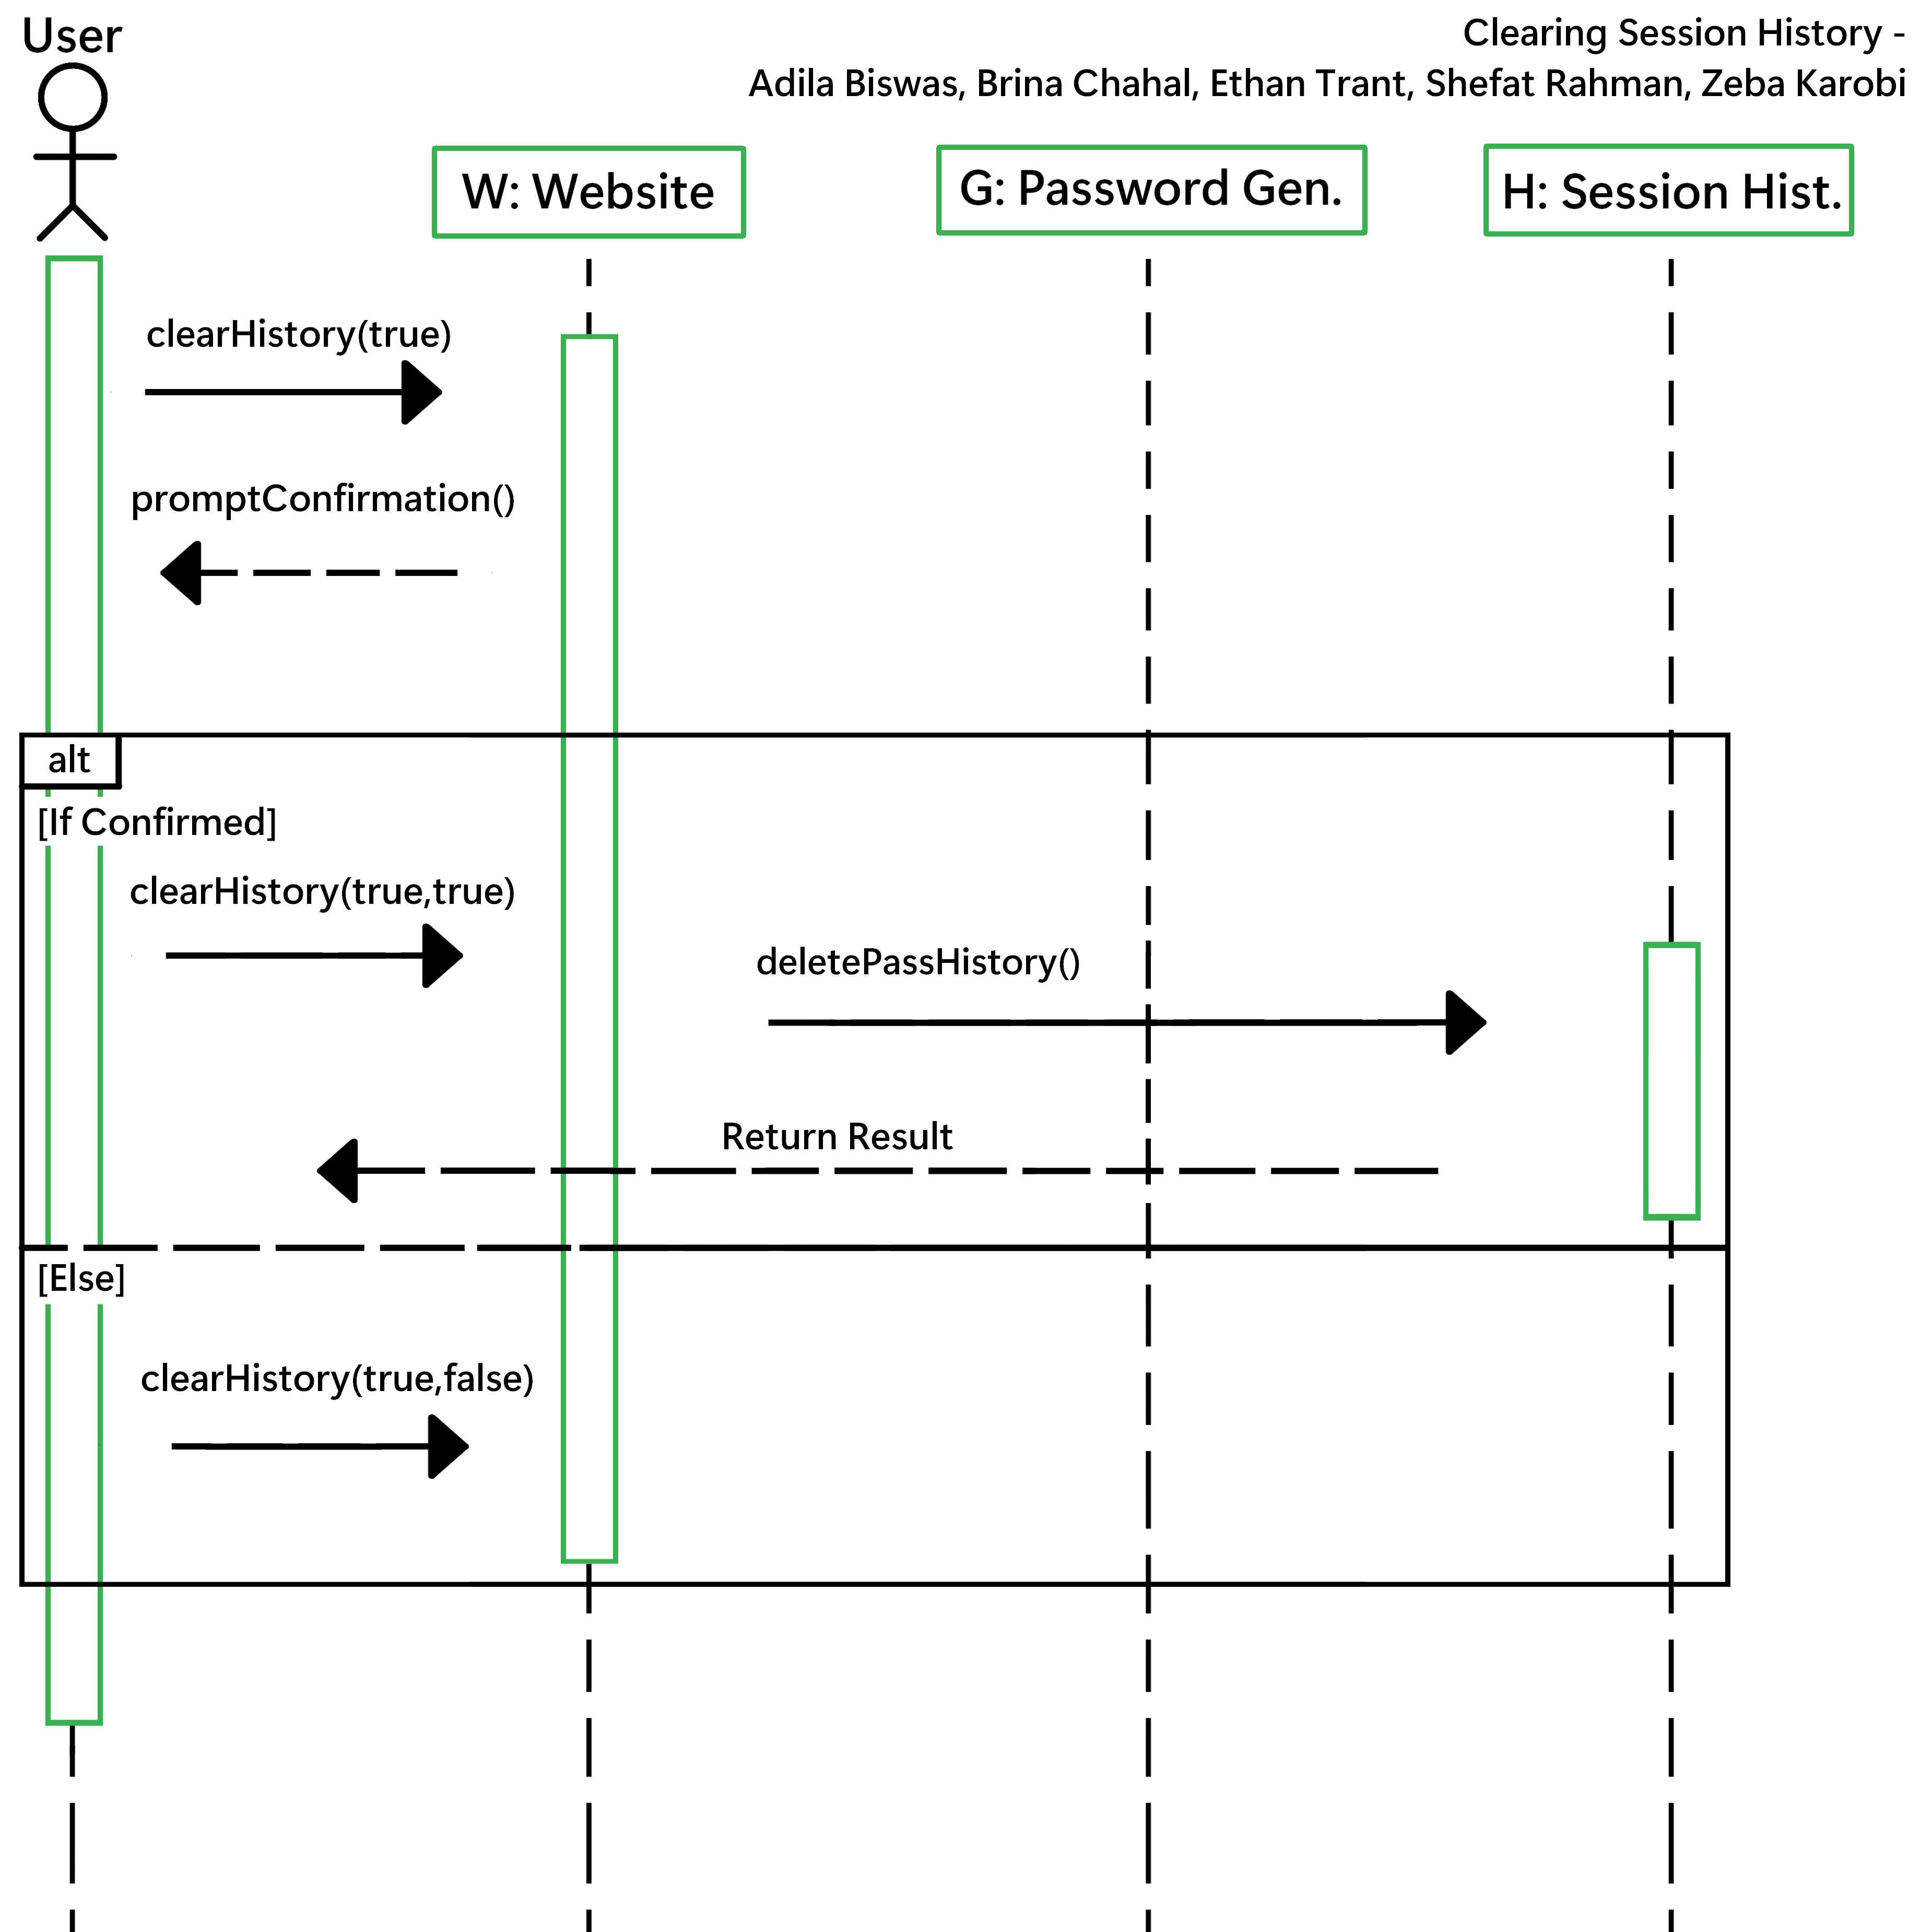 User
Clearing Session History -
Adila Biswas, Brina Chahal, Ethan Trant, Shefat Rahman, Zeba Karobi
W: Website
G: Password Gen.
H: Session Hist.
clearHistory(true)
promptConfirmation()
alt
[If Confirmed]
clearHistory(true,true)
deletePassHistory()
Return Result
[Else]
clearHistory(true,false)